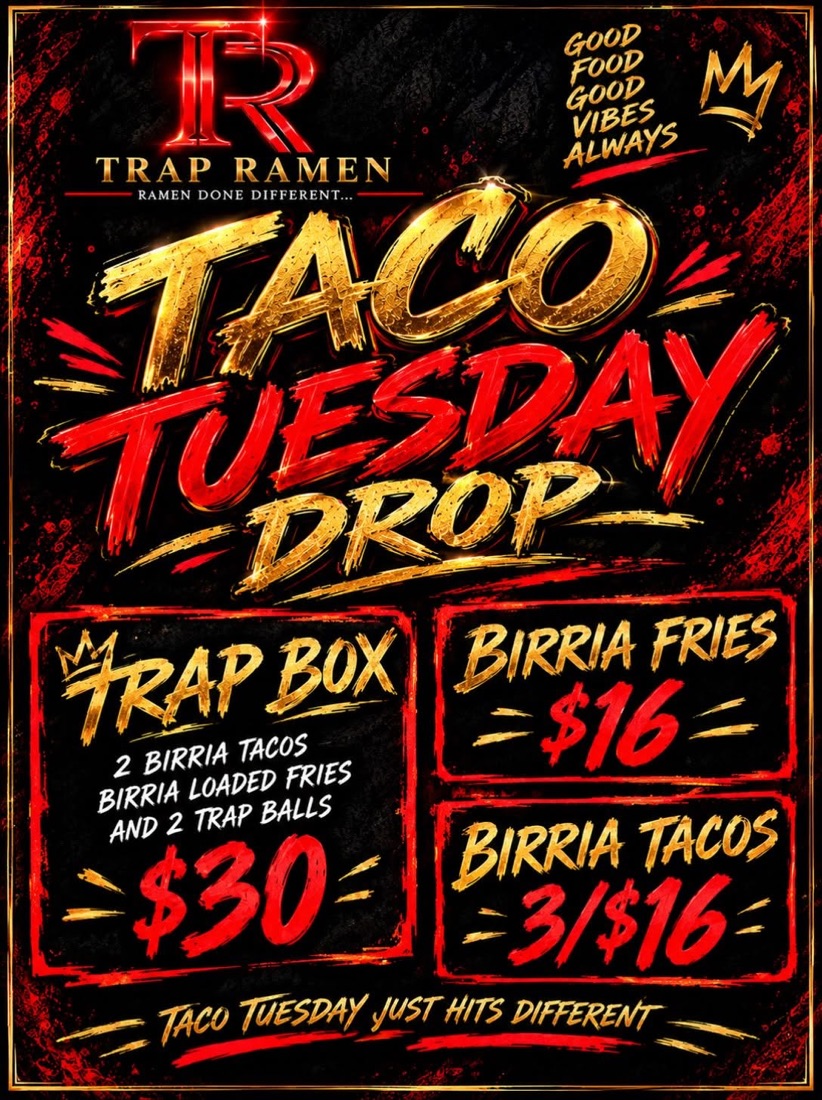 TR
TRAP RAMEN
RAMEN DONE DIFFERENT...
GOOD
FOOD
GOOD
VIBES
ALWAYS
TACO
TUESDAY
DROP
TRAP BOX
2 BIRRIA TACOS
BIRRIA LOADED FRIES
AND 2 TRAP BALLS
$30
BIRRIA FRIES
$16
BIRRIA TACOS
3/$16
TACO TUESDAY JUST HITS DIFFERENT